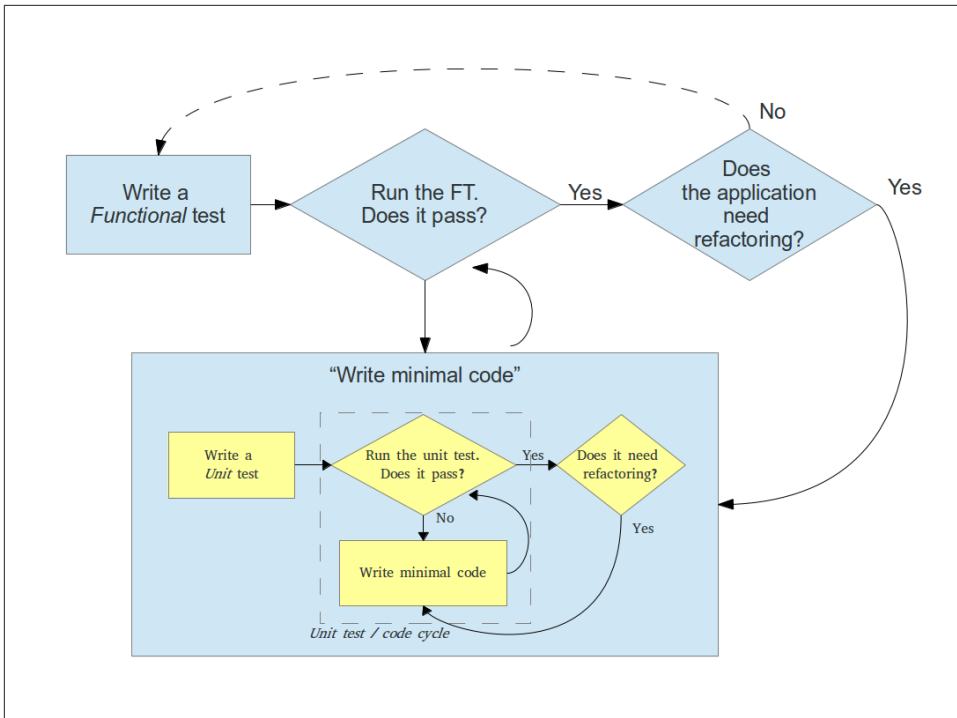 No
Write a
Functional test
Run the FT.
Does it pass?
Yes
Does
the application
need
refactoring?
Yes
“Write minimal code”
Write a
Unit test
Run the unit test.
Does it pass?
Yes
Does it need
refactoring?
No
Yes
Write minimal code
Unit test / code cycle